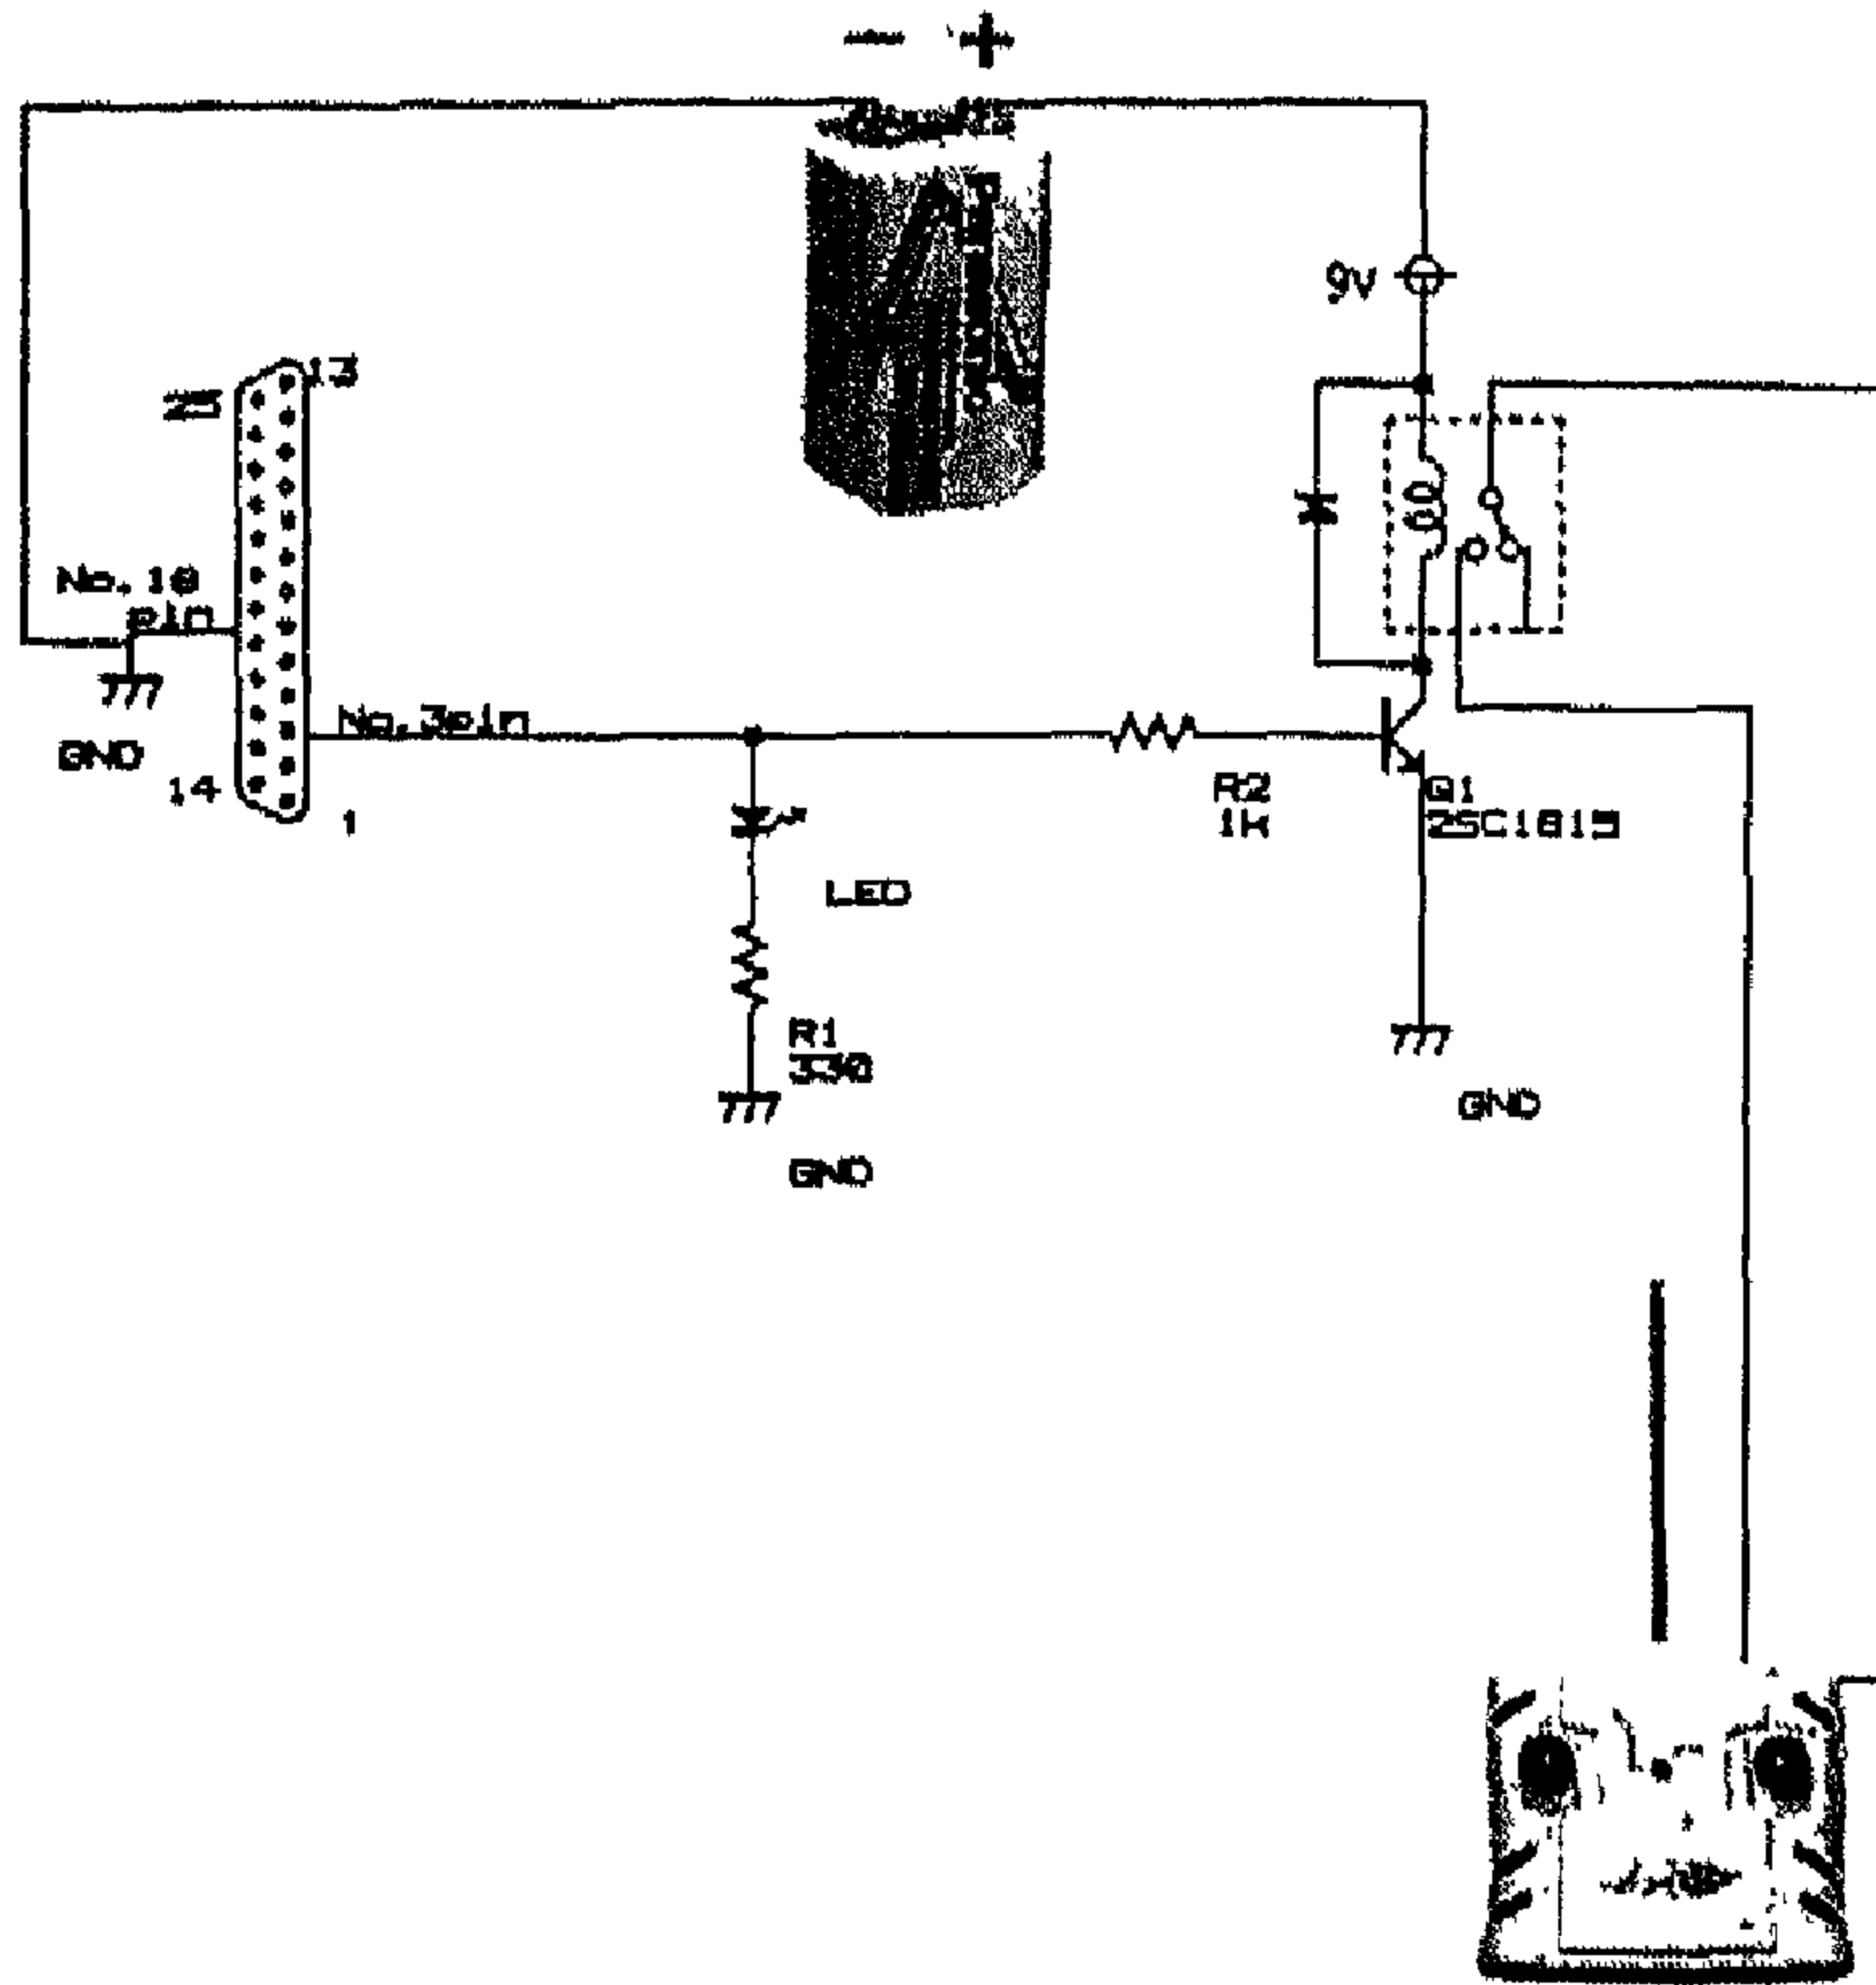 − +
9V
13
No.18
pin
No.3pin
GND
14
1
R2
1K
Q1
2SC1815
LED
R1
330
GND
GND